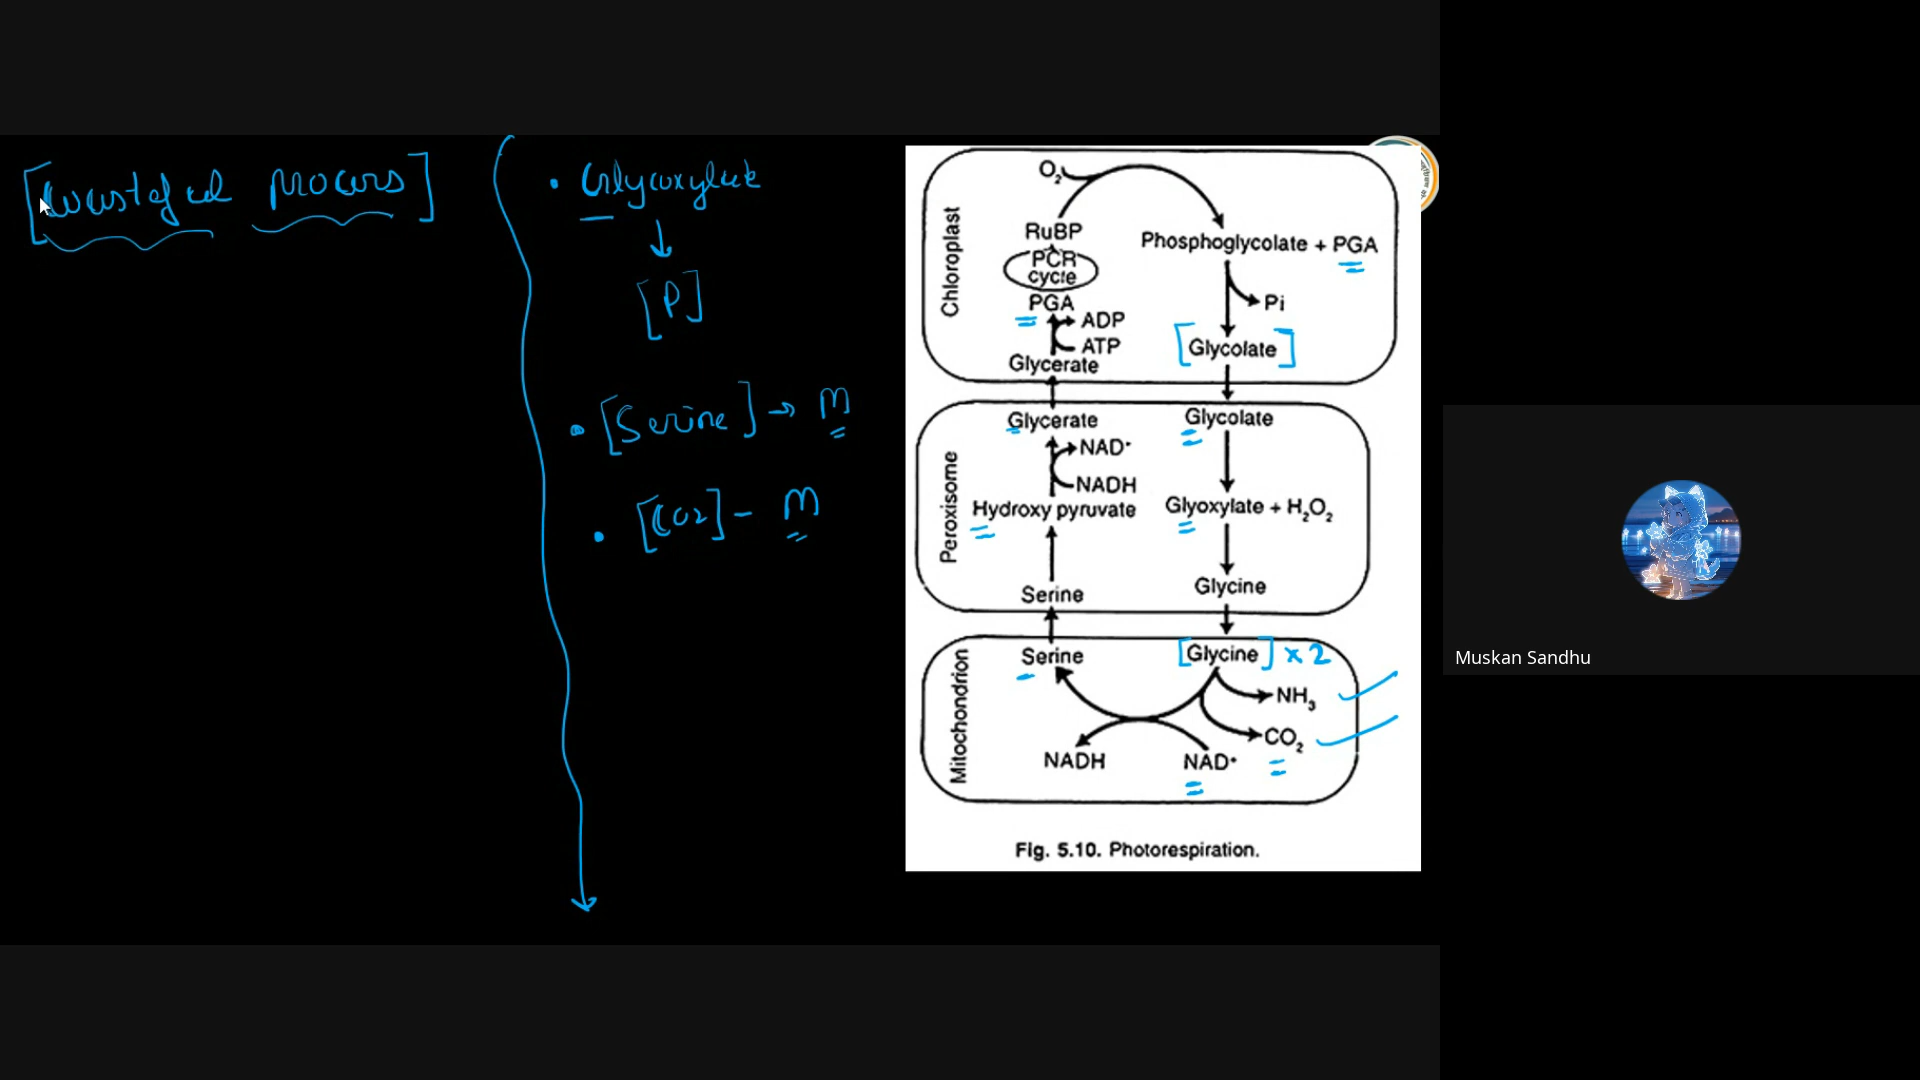 [wasteful process]
• Glycoxylate
↓
[P]
• [Serine] → M
• [CO2] - M
Chloroplast
O₂
RuBP
PCR
cycle
PGA
ADP
ATP
Glycerate
Phosphoglycolate + PGA
Pi
[Glycolate]
Peroxisome
Glycerate
NAD⁺
NADH
Hydroxy pyruvate
Serine
Glycolate
Glyoxylate + H₂O₂
Glycine
Mitochondrion
Serine
[Glycine] x2
NH₃
CO₂
NADH
NAD⁺
Fig. 5.10. Photorespiration.
Muskan Sandhu